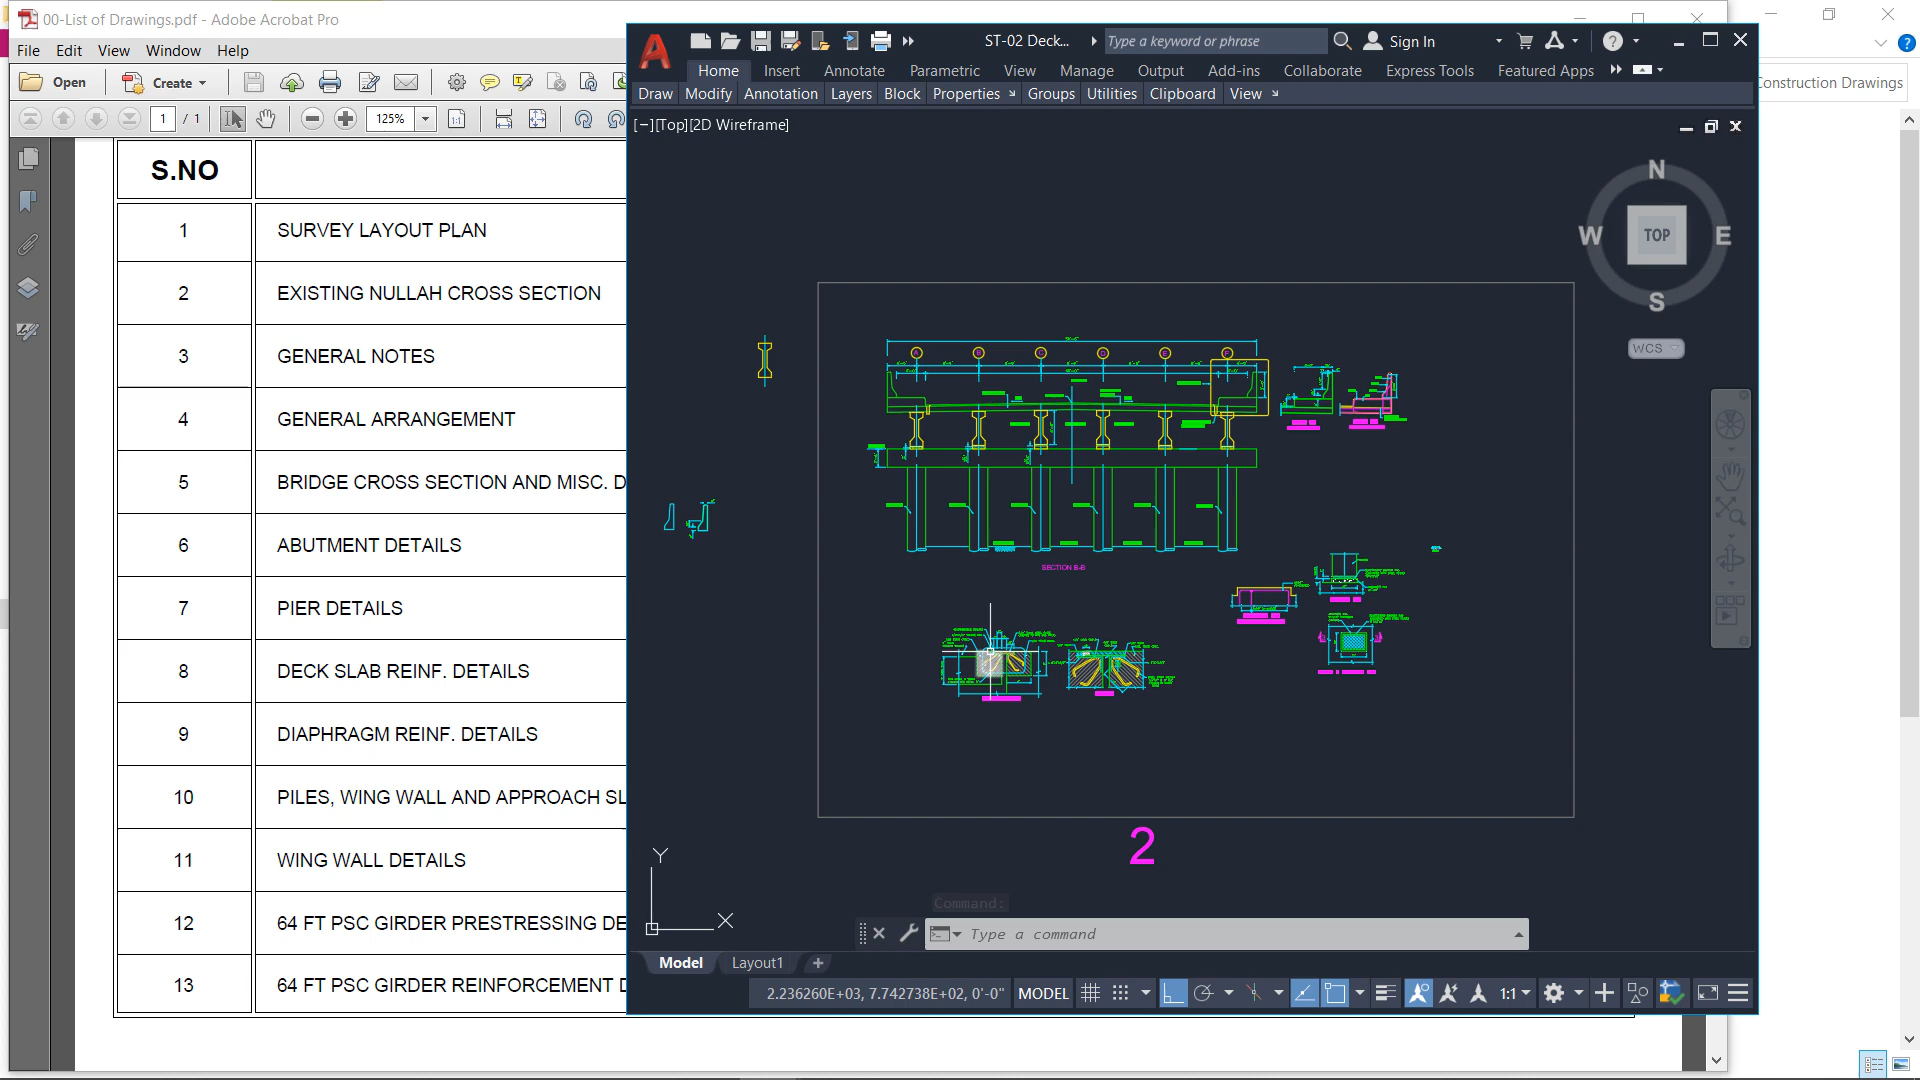 00-List of Drawings.pdf - Adobe Acrobat Pro
File Edit View Window Help
Open Create
1 / 1 125%
S.NO
1 SURVEY LAYOUT PLAN
2 EXISTING NULLAH CROSS SECTION
3 GENERAL NOTES
4 GENERAL ARRANGEMENT
5 BRIDGE CROSS SECTION AND MISC. D
6 ABUTMENT DETAILS
7 PIER DETAILS
8 DECK SLAB REINF. DETAILS
9 DIAPHRAGM REINF. DETAILS
10 PILES, WING WALL AND APPROACH SL
11 WING WALL DETAILS
12 64 FT PSC GIRDER PRESTRESSING DE
13 64 FT PSC GIRDER REINFORCEMENT D
ST-02 Deck... Type a keyword or phrase Sign In
Home Insert Annotate Parametric View Manage Output Add-ins Collaborate Express Tools Featured Apps
Draw Modify Annotation Layers Block Properties Groups Utilities Clipboard View
[−][Top][2D Wireframe]
N
W TOP E
S
WCS
A B C D E F
SECTION B-B
2
Y
X
Command:
Type a command
Model Layout1 +
2.236260E+03, 7.742738E+02, 0'-0" MODEL 1:1
Construction Drawings